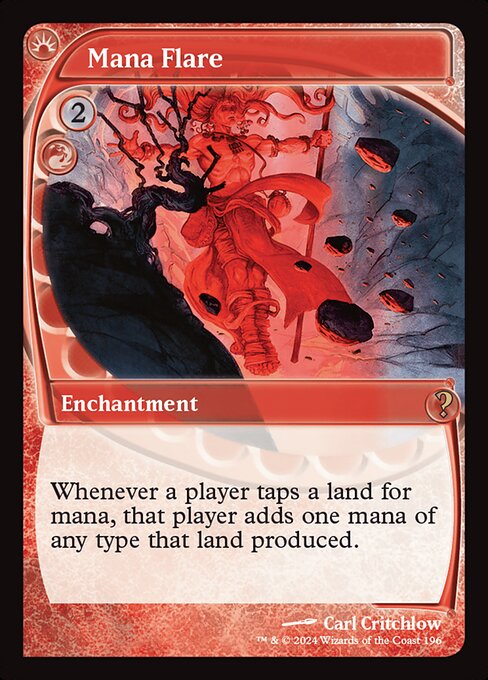 Mana Flare
2
Enchantment
?
Whenever a player taps a land for
mana, that player adds one mana of
any type that land produced.
Carl Critchlow
™ & © 2024 Wizards of the Coast 196